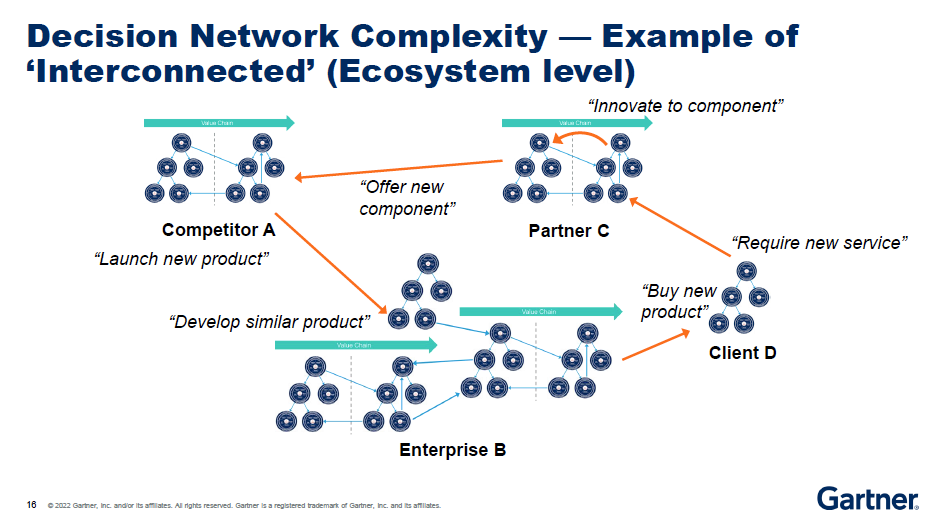 Decision Network Complexity — Example of
‘Interconnected’ (Ecosystem level)
“Innovate to component”
Value Chain
Value Chain
“Offer new
component”
Competitor A
Partner C
“Launch new product”
“Require new service”
“Buy new
product”
“Develop similar product”
Value Chain
Value Chain
Client D
Enterprise B
16 © 2022 Gartner, Inc. and/or its affiliates. All rights reserved. Gartner is a registered trademark of Gartner, Inc. and its affiliates.
Gartner®